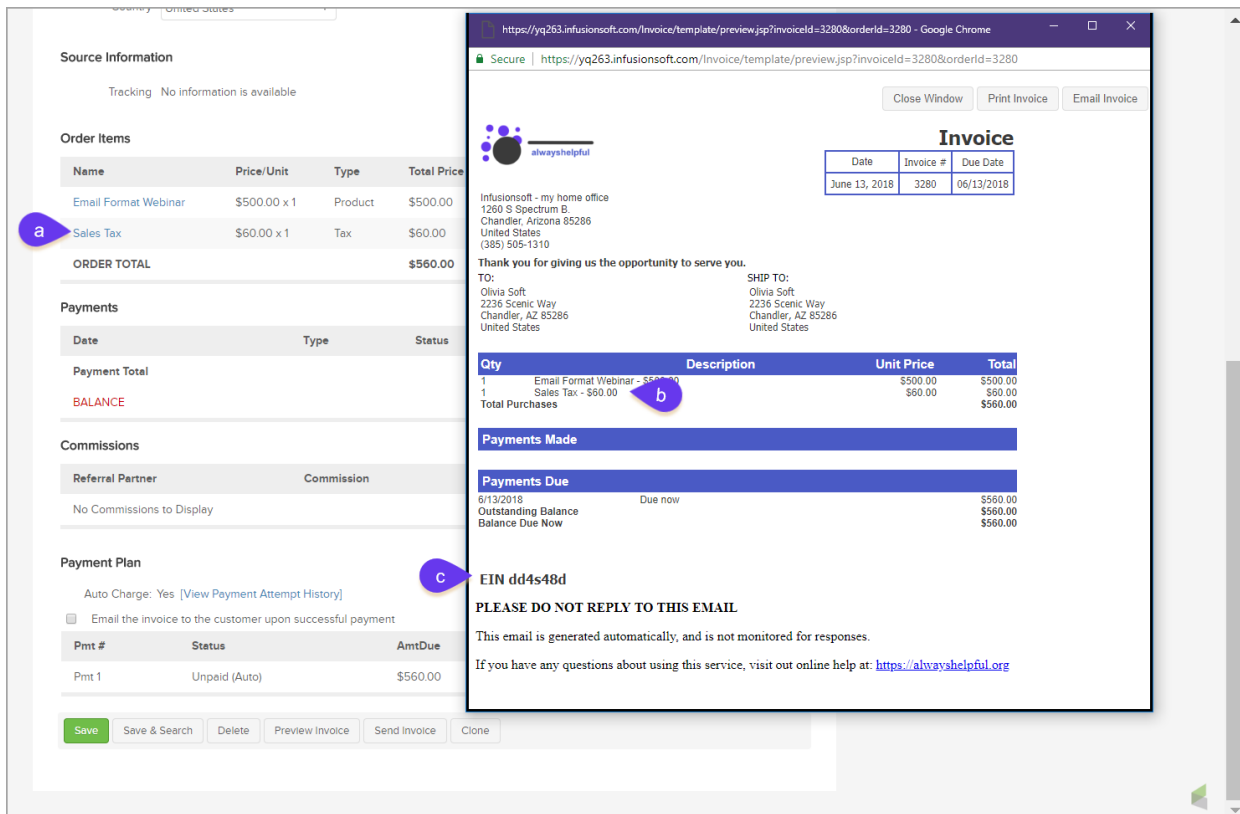 Country United States
Source Information
Tracking No information is available
Order Items
Name Price/Unit Type Total Price
Email Format Webinar $500.00 x 1 Product $500.00
a
Sales Tax $60.00 x 1 Tax $60.00
ORDER TOTAL $560.00
Payments
Date Type Status
Payment Total
BALANCE
Commissions
Referral Partner Commission
No Commissions to Display
Payment Plan
Auto Charge: Yes [View Payment Attempt History]
Email the invoice to the customer upon successful payment
Pmt # Status AmtDue
Pmt 1 Unpaid (Auto) $560.00
Save Save & Search Delete Preview Invoice Send Invoice Clone
https://yq263.infusionsoft.com/Invoice/template/preview.jsp?invoiceId=3280&orderId=3280 - Google Chrome
Secure https://yq263.infusionsoft.com/Invoice/template/preview.jsp?invoiceId=3280&orderId=3280
Close Window Print Invoice Email Invoice
alwayshelpful
Invoice
Date Invoice # Due Date
June 13, 2018 3280 06/13/2018
Infusionsoft - my home office
1260 S Spectrum B.
Chandler, Arizona 85286
United States
(385) 505-1310
Thank you for giving us the opportunity to serve you.
TO: SHIP TO:
Olivia Soft Olivia Soft
2236 Scenic Way 2236 Scenic Way
Chandler, AZ 85286 Chandler, AZ 85286
United States United States
Qty Description Unit Price Total
1 Email Format Webinar - $500.00 $500.00 $500.00
1 Sales Tax - $60.00 $60.00 $60.00
b
Total Purchases $560.00
Payments Made
Payments Due
6/13/2018 Due now $560.00
Outstanding Balance $560.00
Balance Due Now $560.00
c
EIN dd4s48d
PLEASE DO NOT REPLY TO THIS EMAIL
This email is generated automatically, and is not monitored for responses.
If you have any questions about using this service, visit out online help at: https://alwayshelpful.org